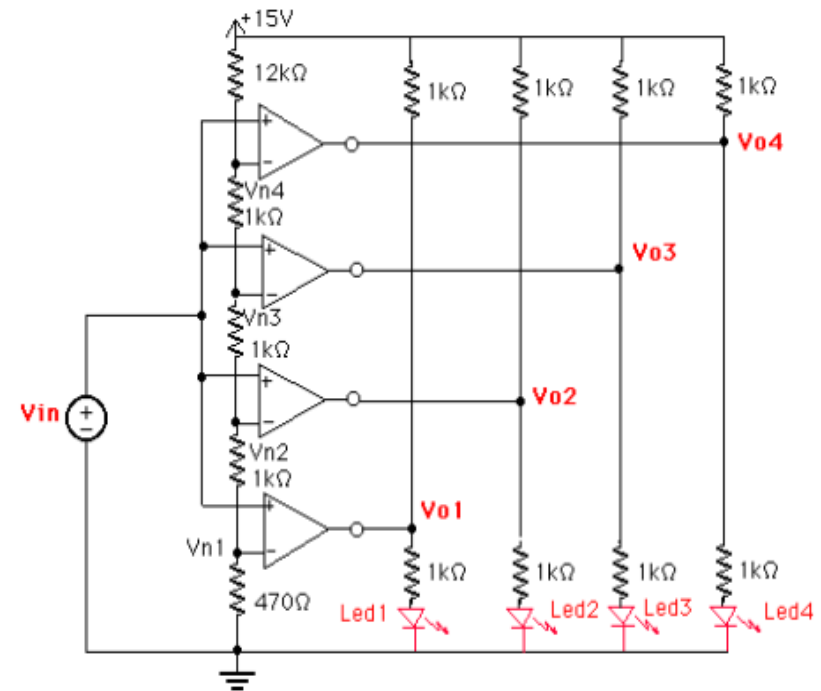 +15V
12kΩ
1kΩ
1kΩ
1kΩ
1kΩ
+
−
Vo4
Vn4
1kΩ
+
−
Vo3
Vn3
1kΩ
+
−
Vo2
Vin
+
−
Vn2
1kΩ
+
−
Vo1
Vn1
470Ω
1kΩ
1kΩ
1kΩ
1kΩ
Led1
Led2
Led3
Led4